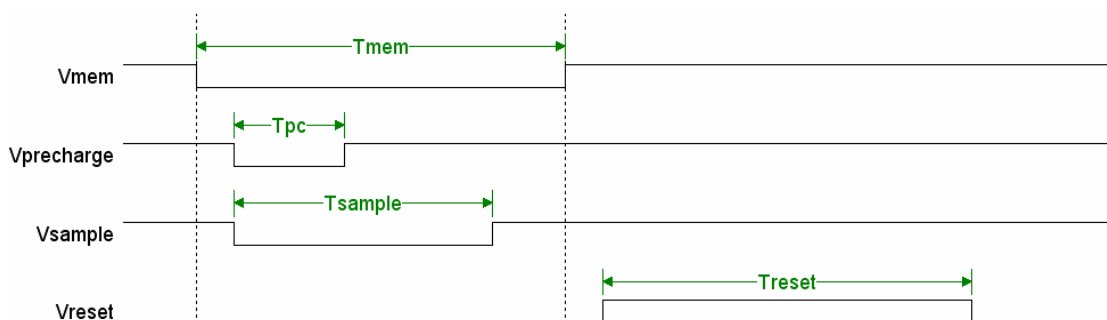 Tmem
Vmem
Tpc
Vprecharge
Tsample
Vsample
Treset
Vreset